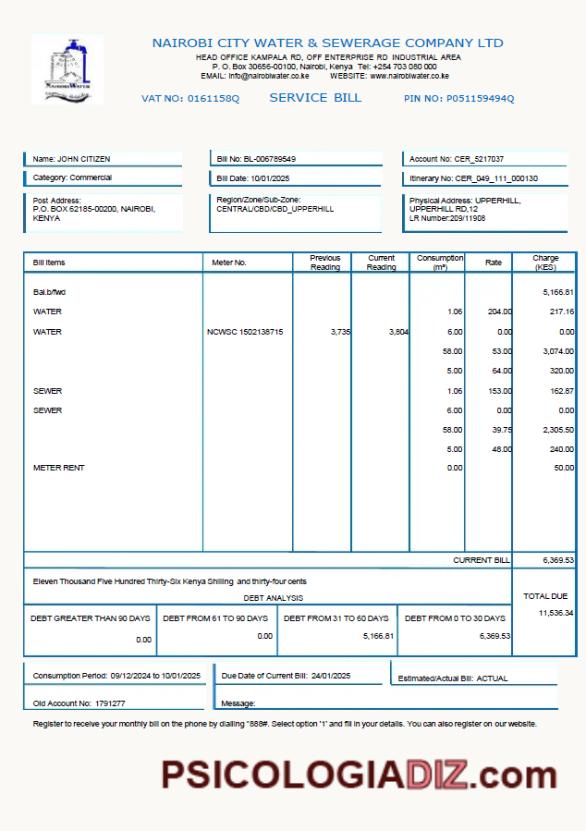 NAIROBI CITY WATER & SEWERAGE COMPANY LTD
HEAD OFFICE KAMPALA RD, OFF ENTERPRISE RD INDUSTRIAL AREA
P. O. Box 30656-00100, Nairobi, Kenya Tel: +254 703 080 000
EMAIL: info@nairobiwater.co.ke WEBSITE: www.nairobiwater.co.ke
NAIROBI WATER
VAT NO: 0161158Q SERVICE BILL PIN NO: P051159494Q
Name: JOHN CITIZEN Bill No: BL-006789549 Account No: CER_5217037
Category: Commercial Bill Date: 10/01/2025 Itinerary No: CER_049_111_000130
Post Address: Region/Zone/Sub-Zone: Physical Address: UPPERHILL,
P.O. BOX 62185-00200, NAIROBI, CENTRAL/CBD/CBD_UPPERHILL UPPERHILL RD,12
KENYA LR Number:209/11908
Bill Items Meter No. Previous Reading Current Reading Consumption (m³) Rate Charge (KES)
Bal.b/fwd 5,166.81
WATER 1.06 204.00 217.16
WATER NCWSC 1502138715 3,735 3,804 6.00 0.00 0.00
58.00 53.00 3,074.00
5.00 64.00 320.00
SEWER 1.06 153.00 162.87
SEWER 6.00 0.00 0.00
58.00 39.75 2,305.50
5.00 48.00 240.00
METER RENT 0.00 50.00
CURRENT BILL 6,369.53
Eleven Thousand Five Hundred Thirty-Six Kenya Shilling and thirty-four cents
DEBT ANALYSIS
TOTAL DUE
11,536.34
DEBT GREATER THAN 90 DAYS DEBT FROM 61 TO 90 DAYS DEBT FROM 31 TO 60 DAYS DEBT FROM 0 TO 30 DAYS
0.00 0.00 5,166.81 6,369.53
Consumption Period: 09/12/2024 to 10/01/2025 Due Date of Current Bill: 24/01/2025 Estimated/Actual Bill: ACTUAL
Old Account No: 1791277 Message:
Register to receive your monthly bill on the phone by dialling *888#. Select option '1' and fill in your details. You can also register on our website.
PSICOLOGIADIZ.com